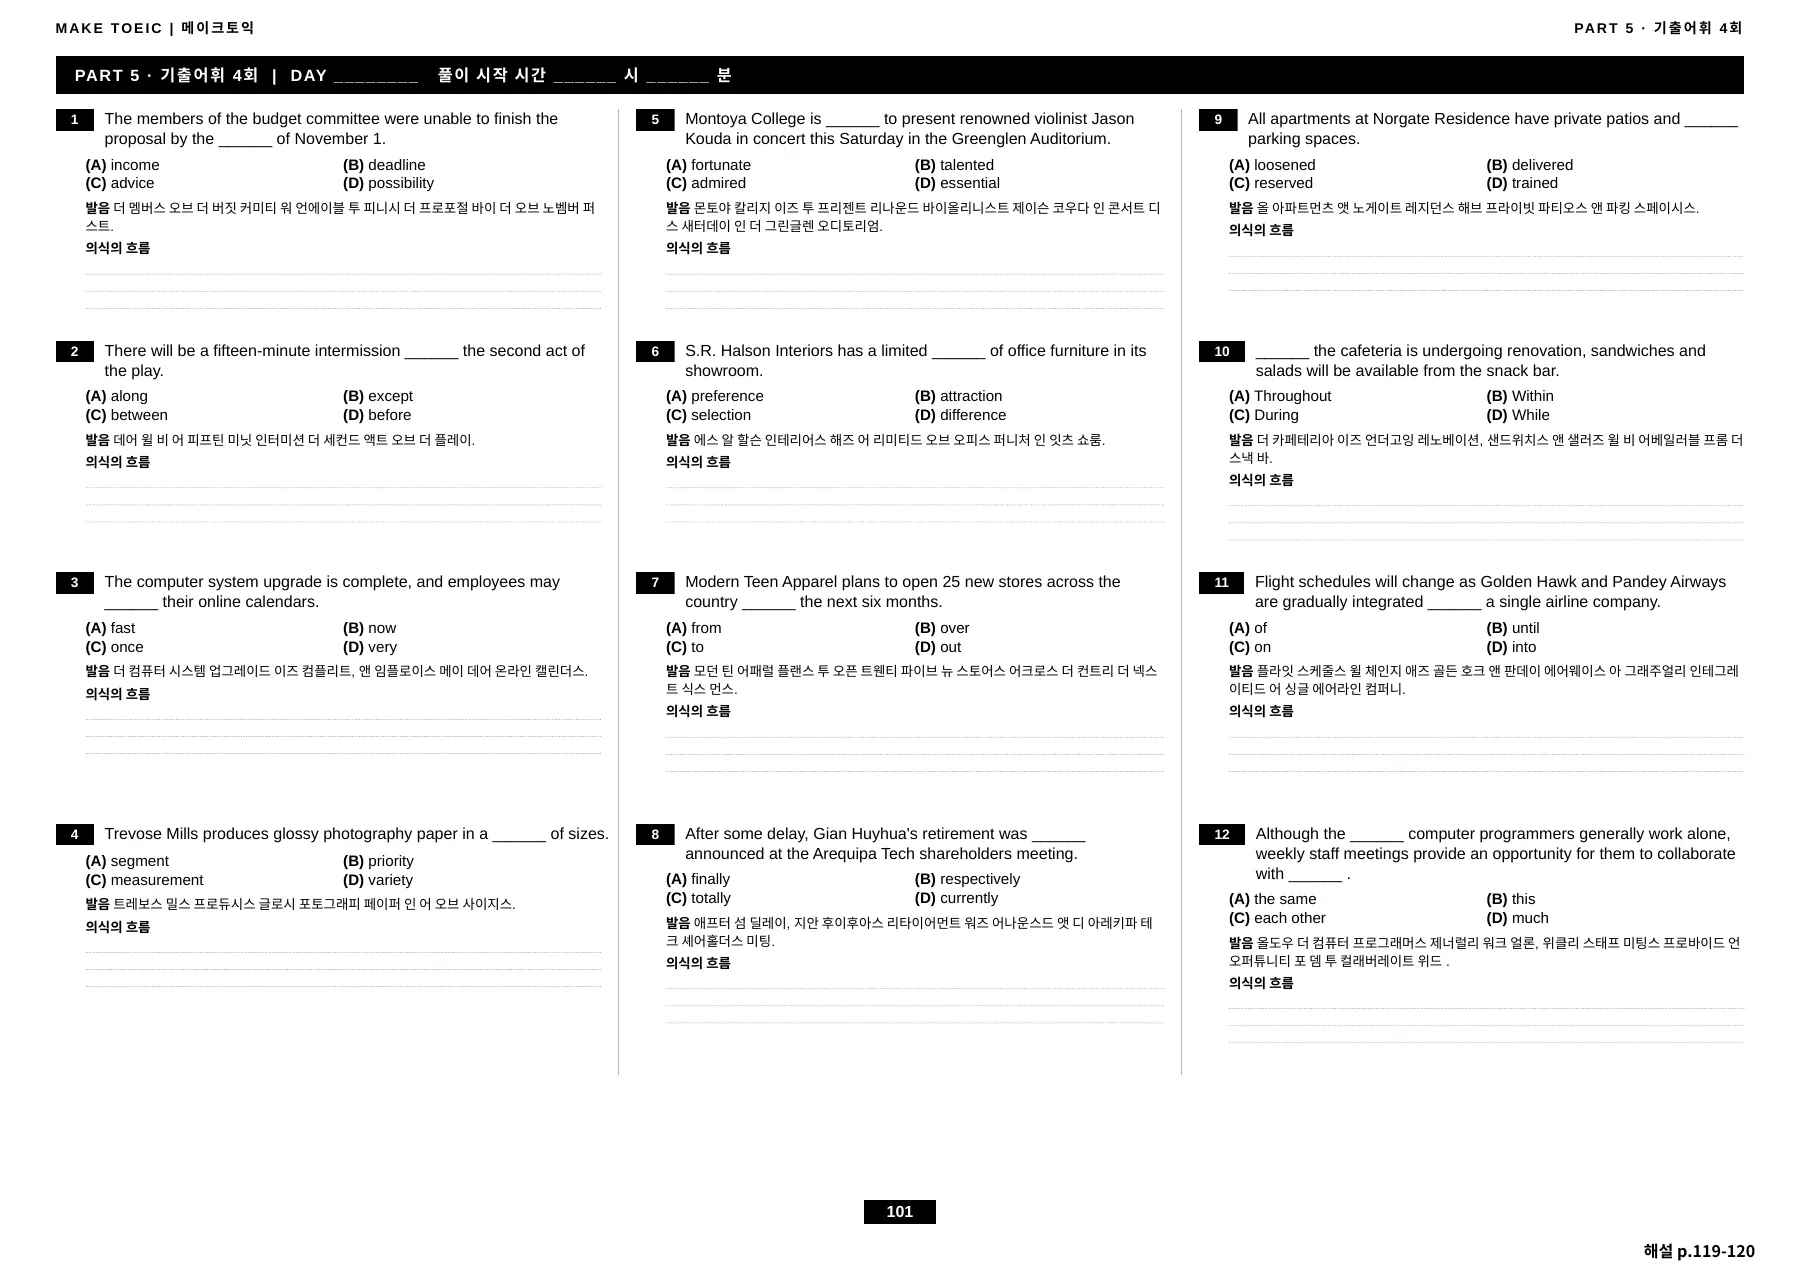 MAKE TOEIC | 메이크토익
PART 5 · 기출어휘 4회
PART 5 · 기출어휘 4회 | DAY ________ 풀이 시작 시간 ______ 시 ______ 분
1 The members of the budget committee were unable to finish the
proposal by the ______ of November 1.
(A) income (B) deadline
(C) advice (D) possibility
발음 더 멤버스 오브 더 버짓 커미티 워 언에이블 투 피니시 더 프로포절 바이 더 오브 노벰버 퍼
스트.
의식의 흐름
2 There will be a fifteen-minute intermission ______ the second act of
the play.
(A) along (B) except
(C) between (D) before
발음 데어 윌 비 어 피프틴 미닛 인터미션 더 세컨드 액트 오브 더 플레이.
의식의 흐름
3 The computer system upgrade is complete, and employees may
______ their online calendars.
(A) fast (B) now
(C) once (D) very
발음 더 컴퓨터 시스템 업그레이드 이즈 컴플리트, 앤 임플로이스 메이 데어 온라인 캘린더스.
의식의 흐름
4 Trevose Mills produces glossy photography paper in a ______ of sizes.
(A) segment (B) priority
(C) measurement (D) variety
발음 트레보스 밀스 프로듀시스 글로시 포토그래피 페이퍼 인 어 오브 사이지스.
의식의 흐름
5 Montoya College is ______ to present renowned violinist Jason
Kouda in concert this Saturday in the Greenglen Auditorium.
(A) fortunate (B) talented
(C) admired (D) essential
발음 몬토야 칼리지 이즈 투 프리젠트 리나운드 바이올리니스트 제이슨 코우다 인 콘서트 디
스 새터데이 인 더 그린글렌 오디토리엄.
의식의 흐름
6 S.R. Halson Interiors has a limited ______ of office furniture in its
showroom.
(A) preference (B) attraction
(C) selection (D) difference
발음 에스 알 할슨 인테리어스 해즈 어 리미티드 오브 오피스 퍼니처 인 잇츠 쇼룸.
의식의 흐름
7 Modern Teen Apparel plans to open 25 new stores across the
country ______ the next six months.
(A) from (B) over
(C) to (D) out
발음 모던 틴 어패럴 플랜스 투 오픈 트웬티 파이브 뉴 스토어스 어크로스 더 컨트리 더 넥스
트 식스 먼스.
의식의 흐름
8 After some delay, Gian Huyhua's retirement was ______
announced at the Arequipa Tech shareholders meeting.
(A) finally (B) respectively
(C) totally (D) currently
발음 애프터 섬 딜레이, 지안 후이후아스 리타이어먼트 워즈 어나운스드 앳 디 아레키파 테
크 셰어홀더스 미팅.
의식의 흐름
9 All apartments at Norgate Residence have private patios and ______
parking spaces.
(A) loosened (B) delivered
(C) reserved (D) trained
발음 올 아파트먼츠 앳 노게이트 레지던스 해브 프라이빗 파티오스 앤 파킹 스페이시스.
의식의 흐름
10 ______ the cafeteria is undergoing renovation, sandwiches and
salads will be available from the snack bar.
(A) Throughout (B) Within
(C) During (D) While
발음 더 카페테리아 이즈 언더고잉 레노베이션, 샌드위치스 앤 샐러즈 윌 비 어베일러블 프롬 더
스낵 바.
의식의 흐름
11 Flight schedules will change as Golden Hawk and Pandey Airways
are gradually integrated ______ a single airline company.
(A) of (B) until
(C) on (D) into
발음 플라잇 스케줄스 윌 체인지 애즈 골든 호크 앤 판데이 에어웨이스 아 그래주얼리 인테그레
이티드 어 싱글 에어라인 컴퍼니.
의식의 흐름
12 Although the ______ computer programmers generally work alone,
weekly staff meetings provide an opportunity for them to collaborate
with ______ .
(A) the same (B) this
(C) each other (D) much
발음 올도우 더 컴퓨터 프로그래머스 제너럴리 워크 얼론, 위클리 스태프 미팅스 프로바이드 언
오퍼튜니티 포 뎀 투 컬래버레이트 위드 .
의식의 흐름
101
해설 p.119-120